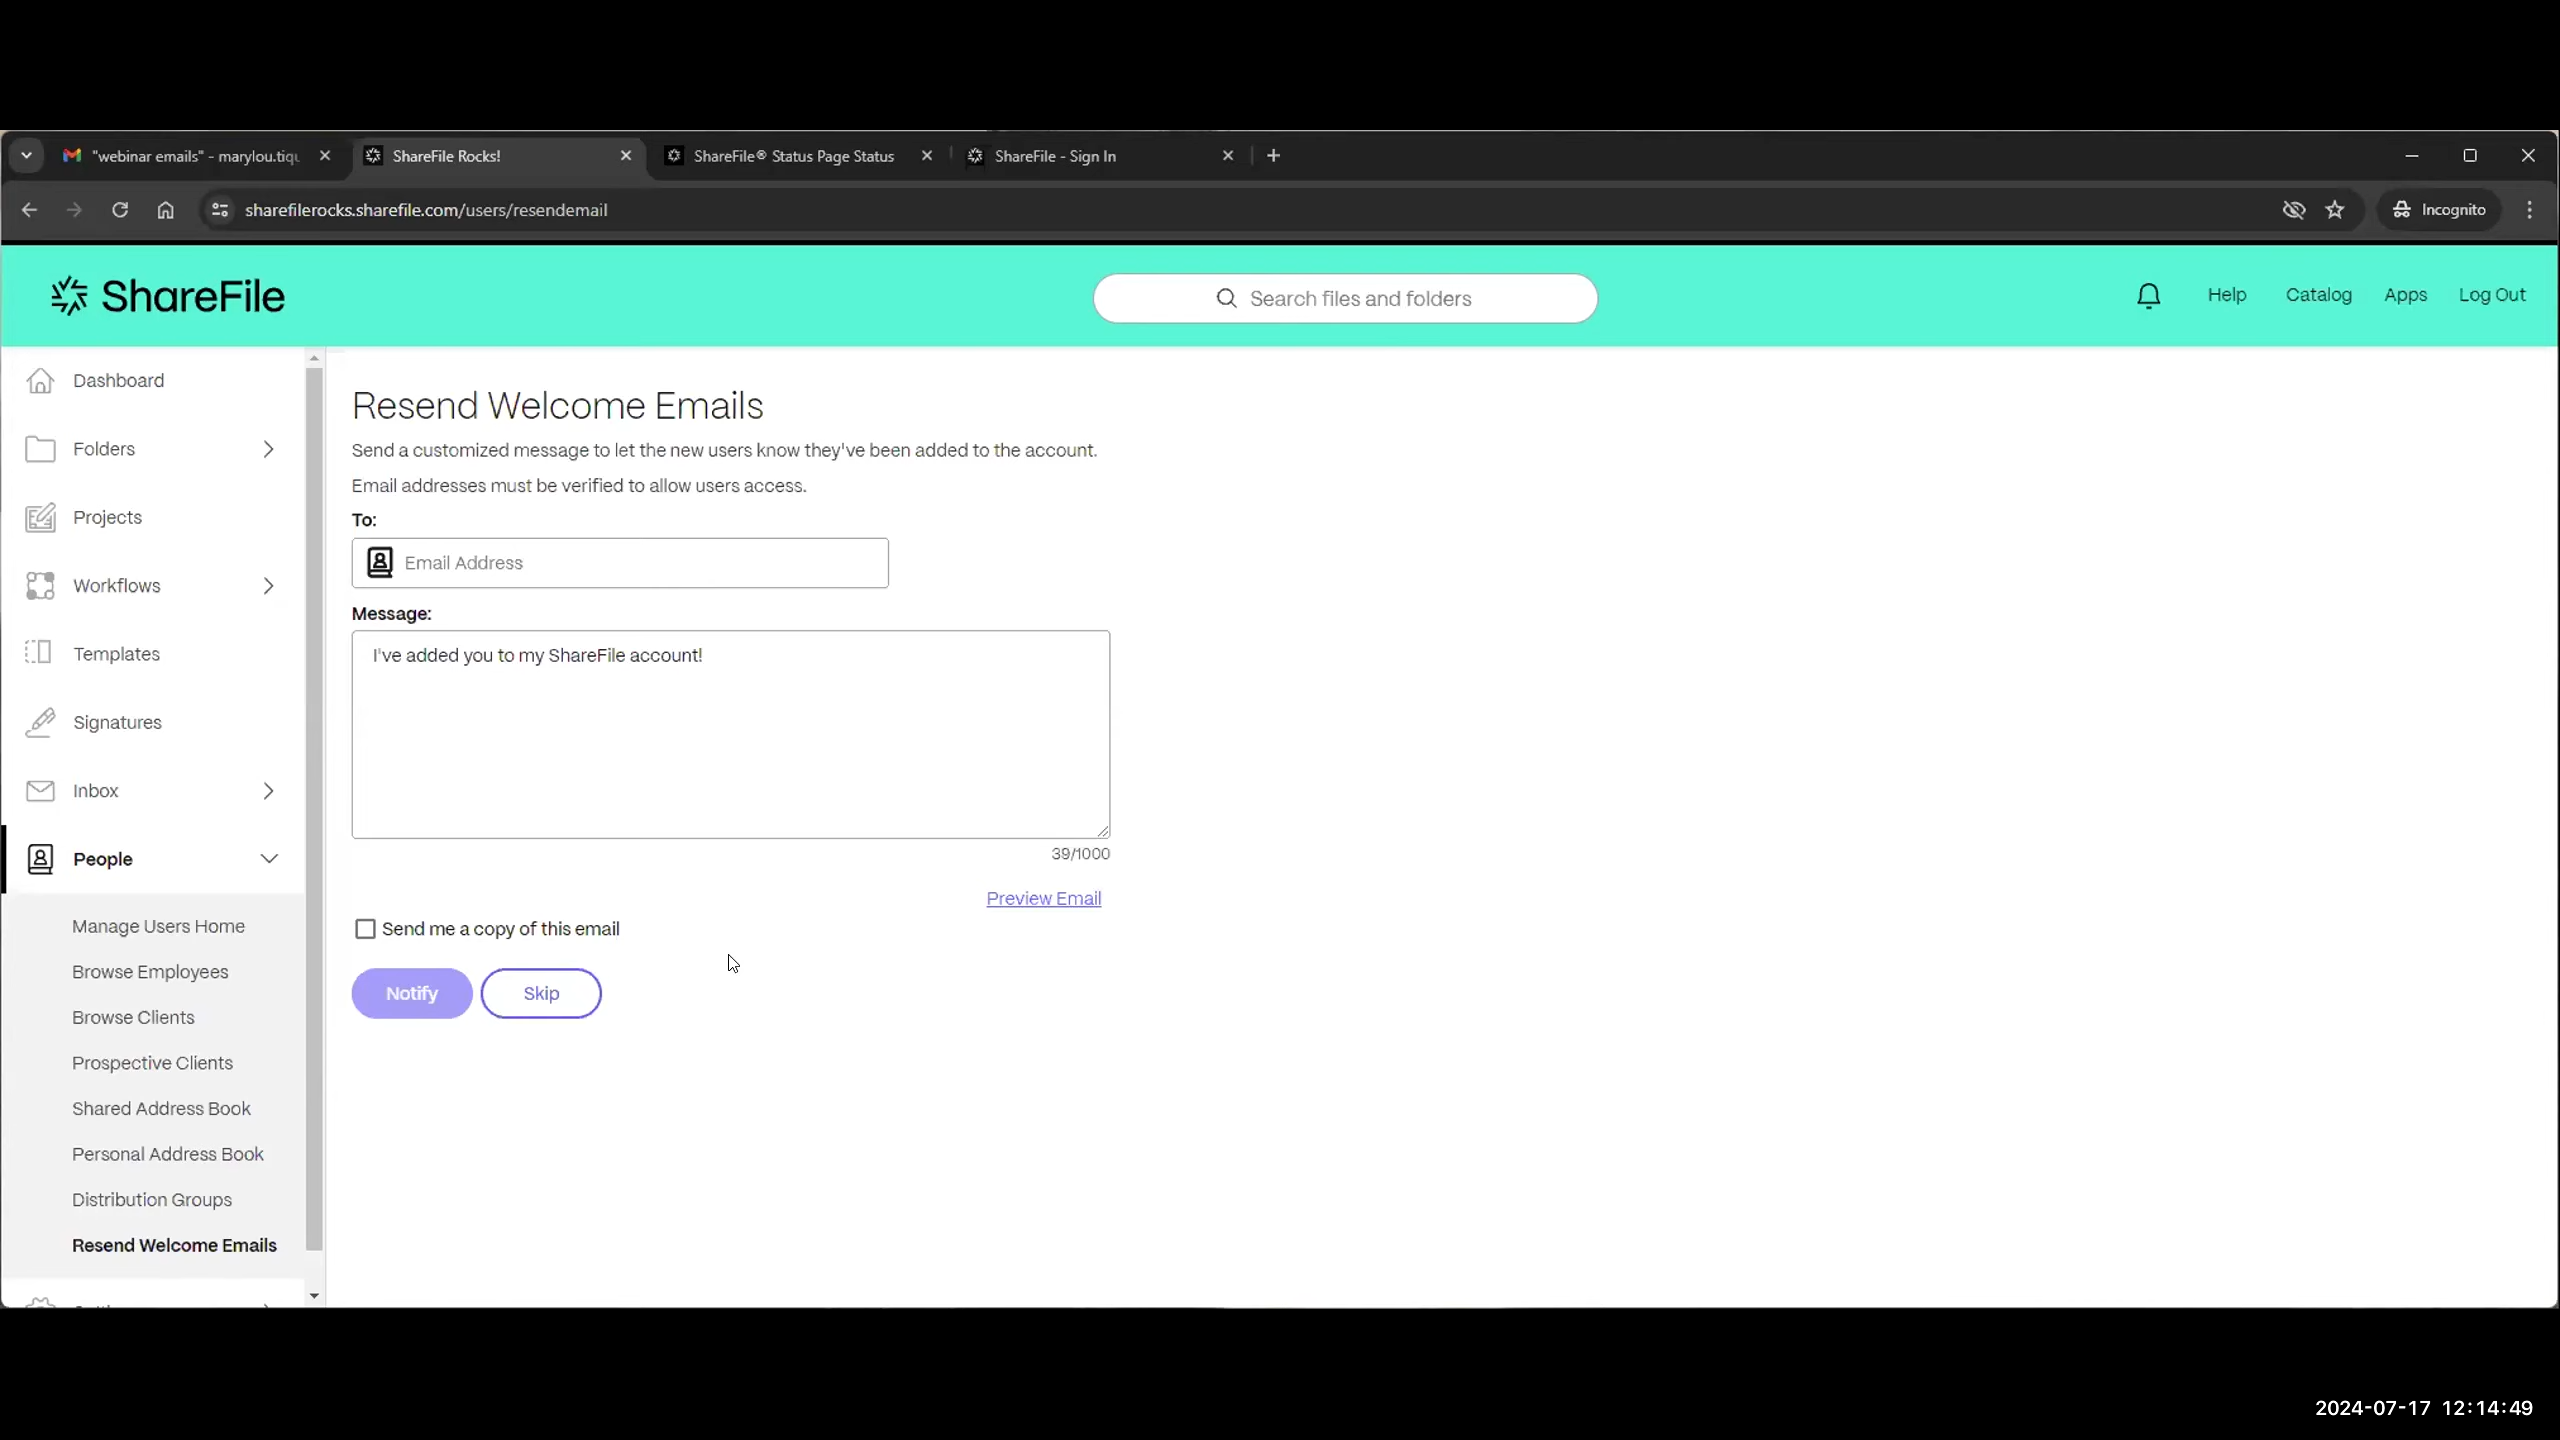 "webinar emails" - marylou.tiqu
ShareFile Rocks!
ShareFile® Status Page Status
ShareFile - Sign In
sharefilerocks.sharefile.com/users/resendemail
Incognito
ShareFile
Search files and folders
Help
Catalog
Apps
Log Out
Dashboard
Folders
Projects
Workflows
Templates
Signatures
Inbox
People
Manage Users Home
Browse Employees
Browse Clients
Prospective Clients
Shared Address Book
Personal Address Book
Distribution Groups
Resend Welcome Emails
Resend Welcome Emails
Send a customized message to let the new users know they've been added to the account.
Email addresses must be verified to allow users access.
To:
Email Address
Message:
I've added you to my ShareFile account!
39/1000
Preview Email
Send me a copy of this email
Notify
Skip
2024-07-17 12:14:49